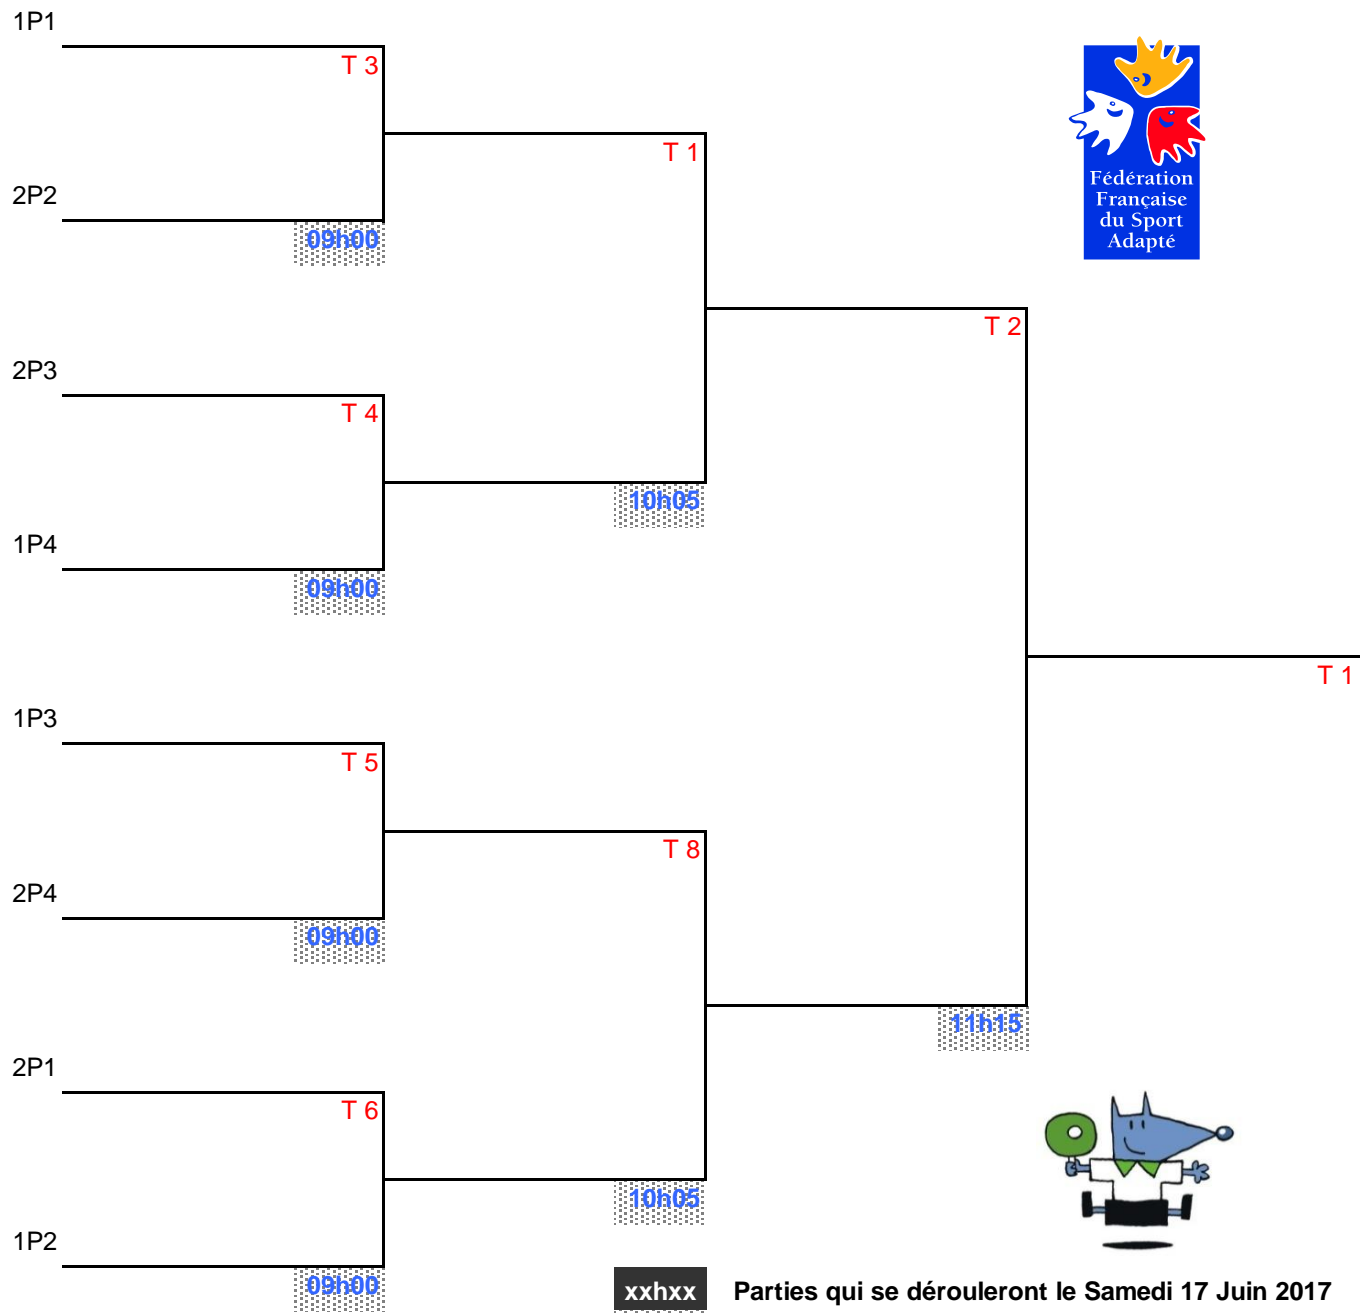 1P1
T 3
T 1
2P2
09h00
Fédération
Française
du Sport
Adapté
T 2
2P3
T 4
10h05
1P4
09h00
T 1
1P3
T 5
T 8
2P4
09h00
11h15
2P1
T 6
10h05
1P2
09h00
xxhxx Parties qui se dérouleront le Samedi 17 Juin 2017